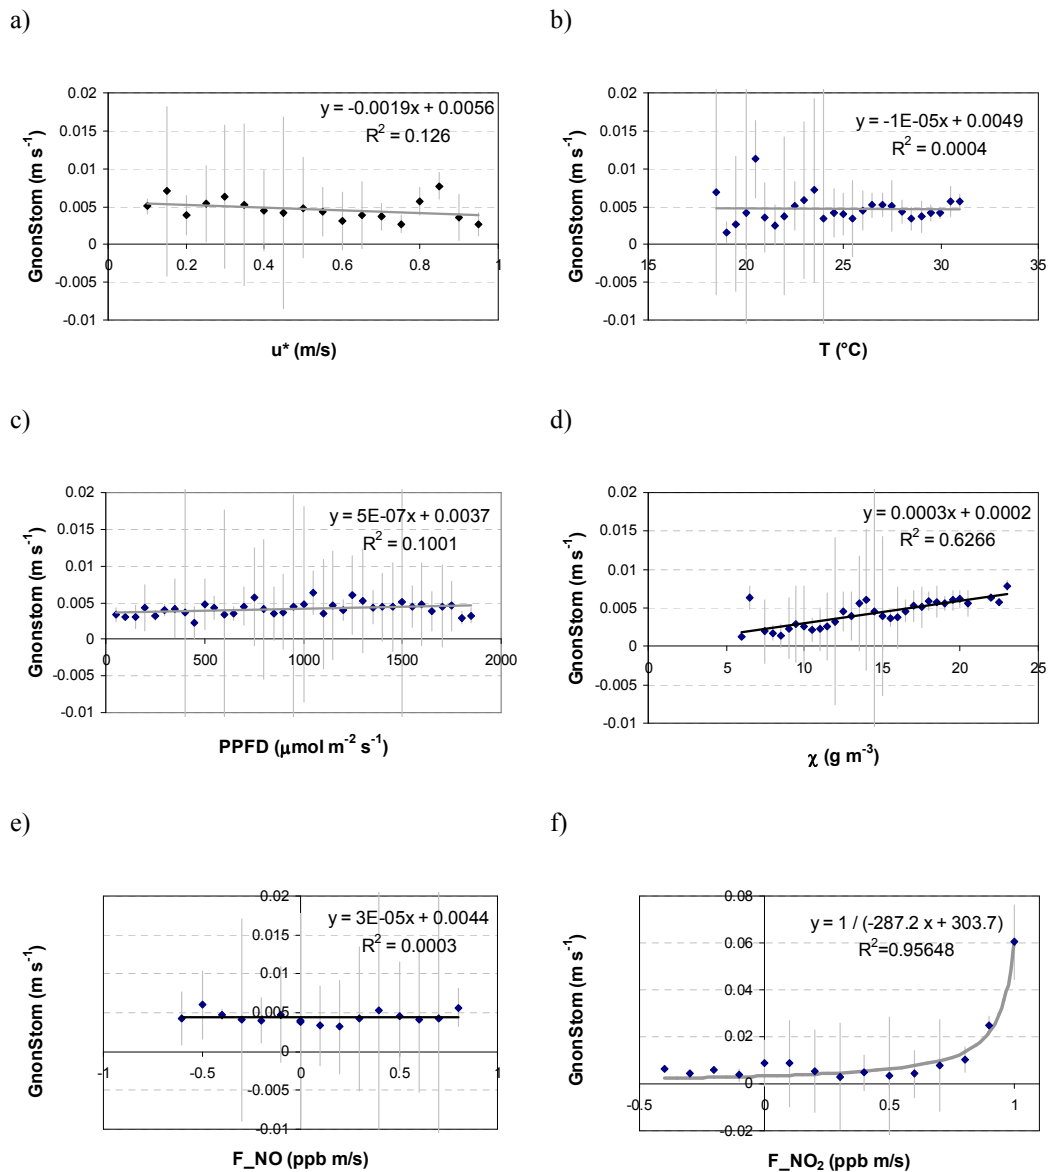 a)
b)
0.02
0.015
0.01
0.005
0
-0.005
-0.01
0 0.2 0.4 0.6 0.8 1
GnonStom (m s⁻¹)
u* (m/s)
y = -0.0019x + 0.0056
R² = 0.126
0.02
0.015
0.01
0.005
0
-0.005
-0.01
15 20 25 30 35
GnonStom (m s⁻¹)
T (°C)
y = -1E-05x + 0.0049
R² = 0.0004
c)
d)
0.02
0.015
0.01
0.005
0
-0.005
-0.01
0 500 1000 1500 2000
GnonStom (m s⁻¹)
PPFD (μmol m⁻² s⁻¹)
y = 5E-07x + 0.0037
R² = 0.1001
0.02
0.015
0.01
0.005
0
-0.005
-0.01
0 5 10 15 20 25
GnonStom (m s⁻¹)
χ (g m⁻³)
y = 0.0003x + 0.0002
R² = 0.6266
e)
f)
0.02
0.015
0.01
0.005
0
-0.005
-0.01
-1 -0.5 0 0.5 1
GnonStom (m s⁻¹)
F_NO (ppb m/s)
y = 3E-05x + 0.0044
R² = 0.0003
0.08
0.06
0.04
0.02
0
-0.02
-0.5 0 0.5 1
GnonStom (m s⁻¹)
F_NO₂ (ppb m/s)
y = 1 / (-287.2 x + 303.7)
R²=0.95648